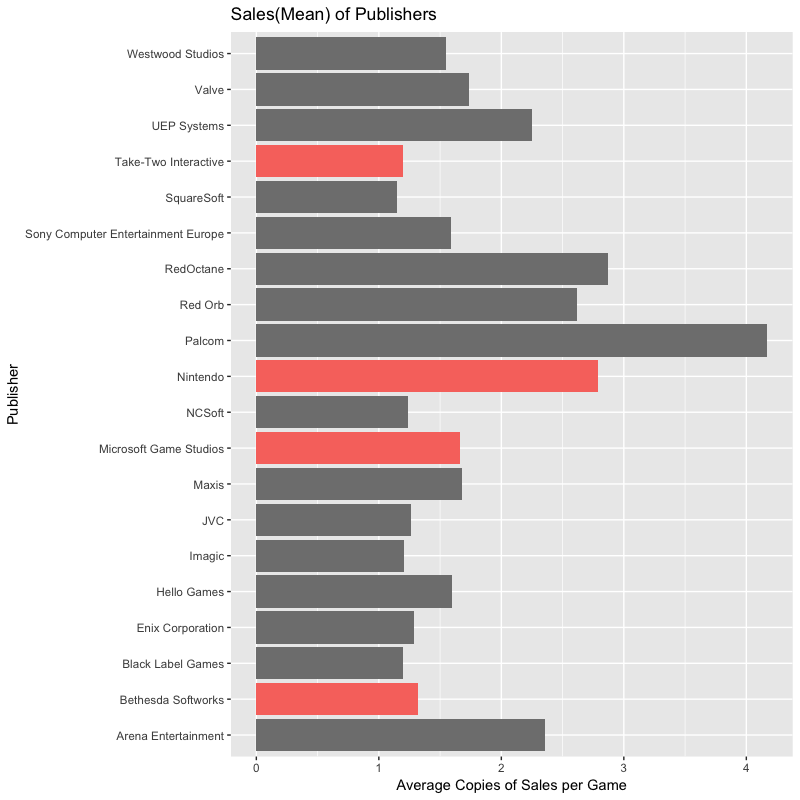 Sales(Mean) of Publishers
Westwood Studios
Valve
UEP Systems
Take-Two Interactive
SquareSoft
Sony Computer Entertainment Europe
RedOctane
Red Orb
Palcom
Nintendo
NCSoft
Microsoft Game Studios
Maxis
JVC
Imagic
Hello Games
Enix Corporation
Black Label Games
Bethesda Softworks
Arena Entertainment
Publisher
0 1 2 3 4
Average Copies of Sales per Game